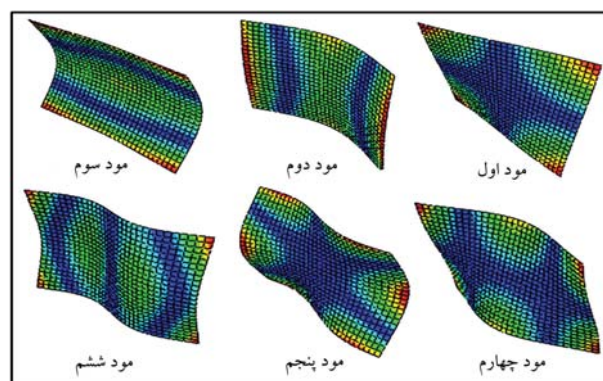 مود اول
مود دوم
مود سوم
مود چهارم
مود پنجم
مود ششم